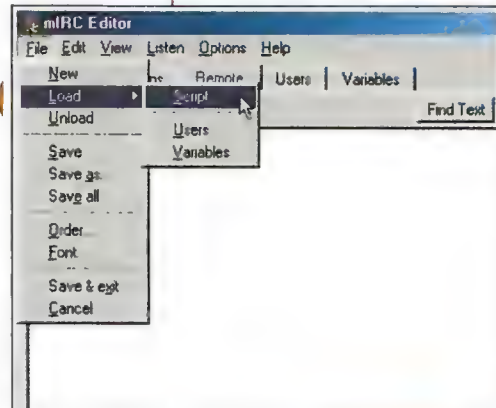 mIRC Editor
File Edit View Listen Options Help
Remote Users Variables
Find Text
New
Load
Unload
Save
Save as
Save all
Order...
Font
Save & exit
Cancel
Script
Users
Variables